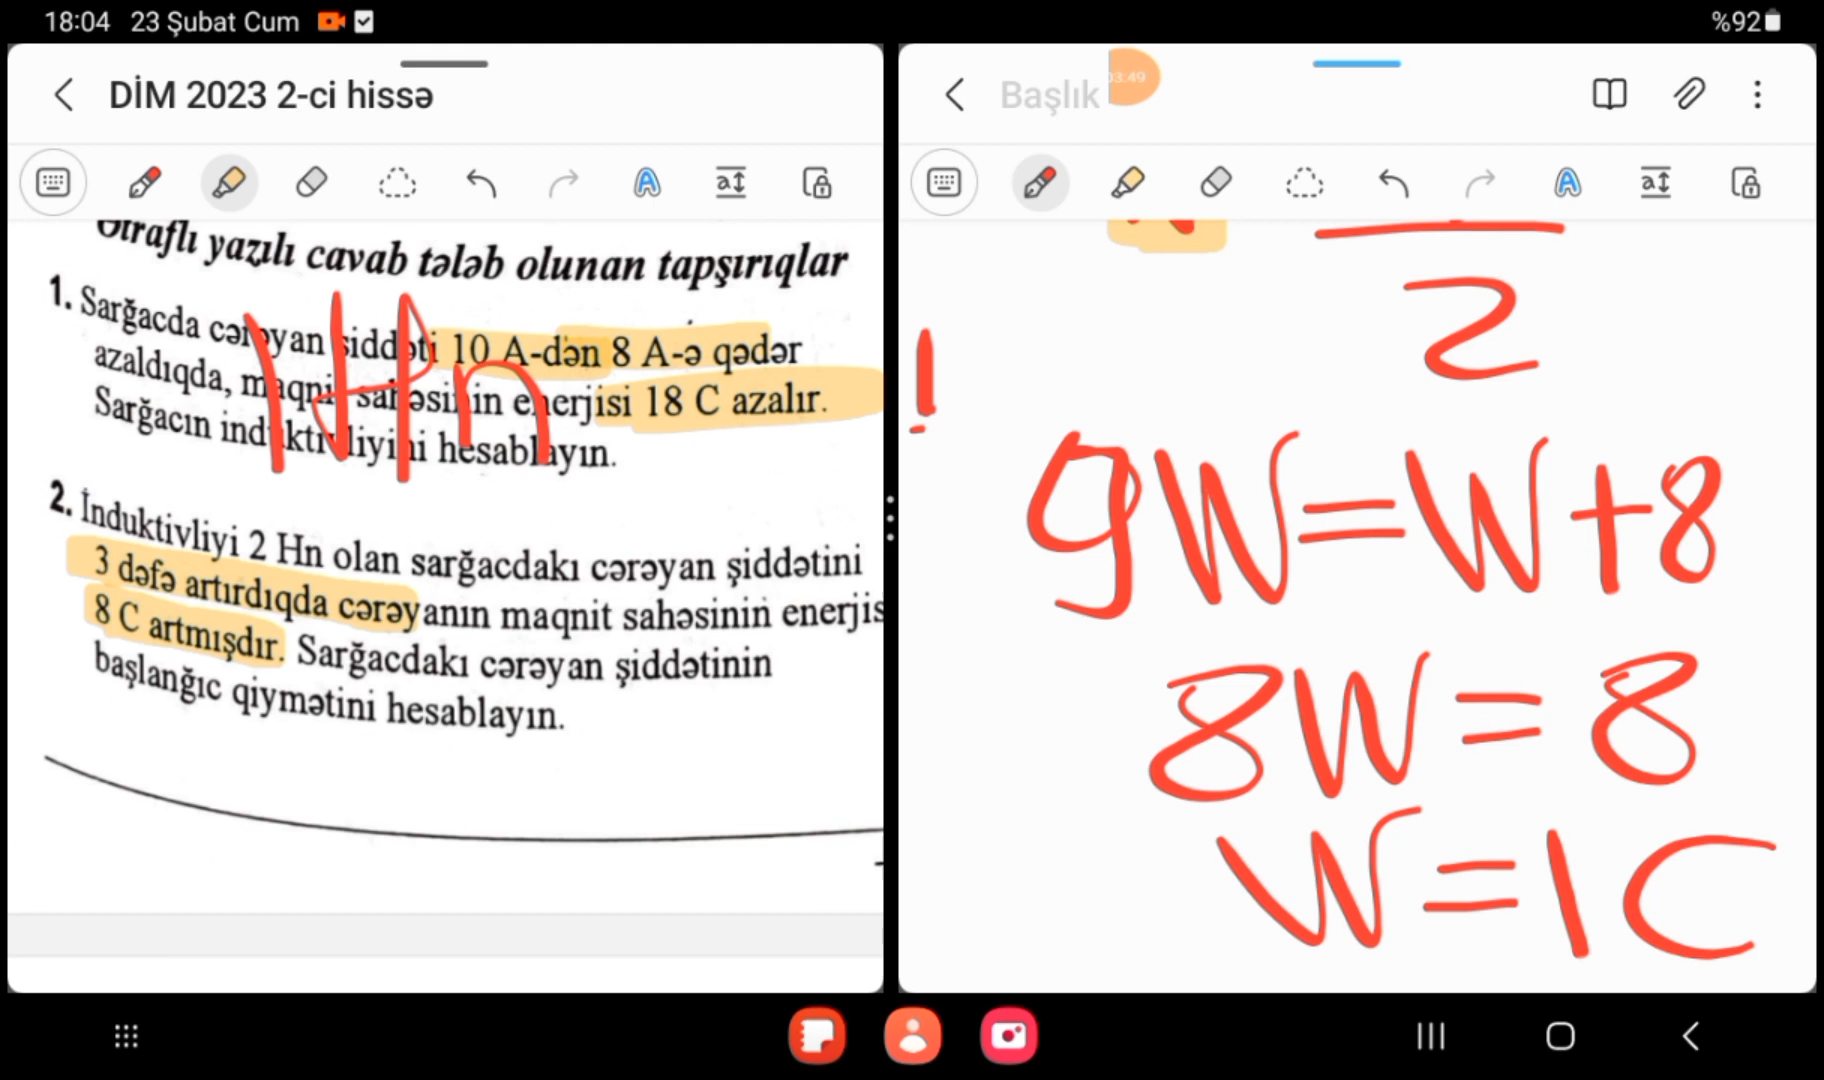 18:04 23 Şubat Cum
%92
DİM 2023 2-ci hissə
Ətraflı yazılı cavab tələb olunan tapşırıqlar
1. Sarğacda cərəyan şiddəti 10 A-dən 8 A-ə qədər
azaldıqda, maqnit sahəsinin enerjisi 18 C azalır.
Sarğacın induktivliyini hesablayın.
1Hn
2. İnduktivliyi 2 Hn olan sarğacdakı cərəyan şiddətini
3 dəfə artırdıqda cərəyanın maqnit sahəsinin enerjis
8 C artmışdır. Sarğacdakı cərəyan şiddətinin
başlanğıc qiymətini hesablayın.
Başlık
03:49
2
9W=W+8
8W=8
W=1C